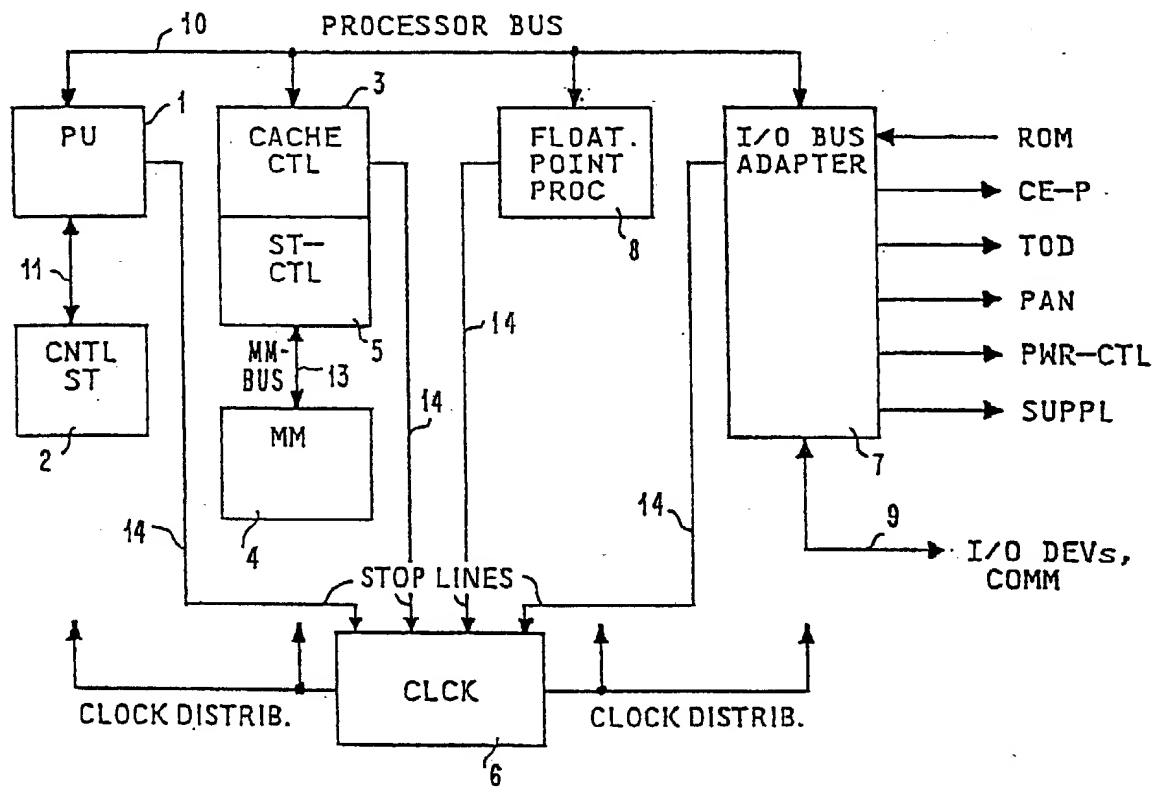 10
PROCESSOR BUS
1
3
PU
CACHE
CTL
FLOAT.
POINT
PROC
I/O BUS
ADAPTER
ROM
CE-P
TOD
PAN
PWR-CTL
SUPPL
11
ST-
CTL
8
14
CNTL
ST
MM-
BUS
13
5
2
MM
14
7
4
14
14
9
I/O DEVs,
COMM
STOP LINES
CLCK
CLOCK DISTRIB.
CLOCK DISTRIB.
6